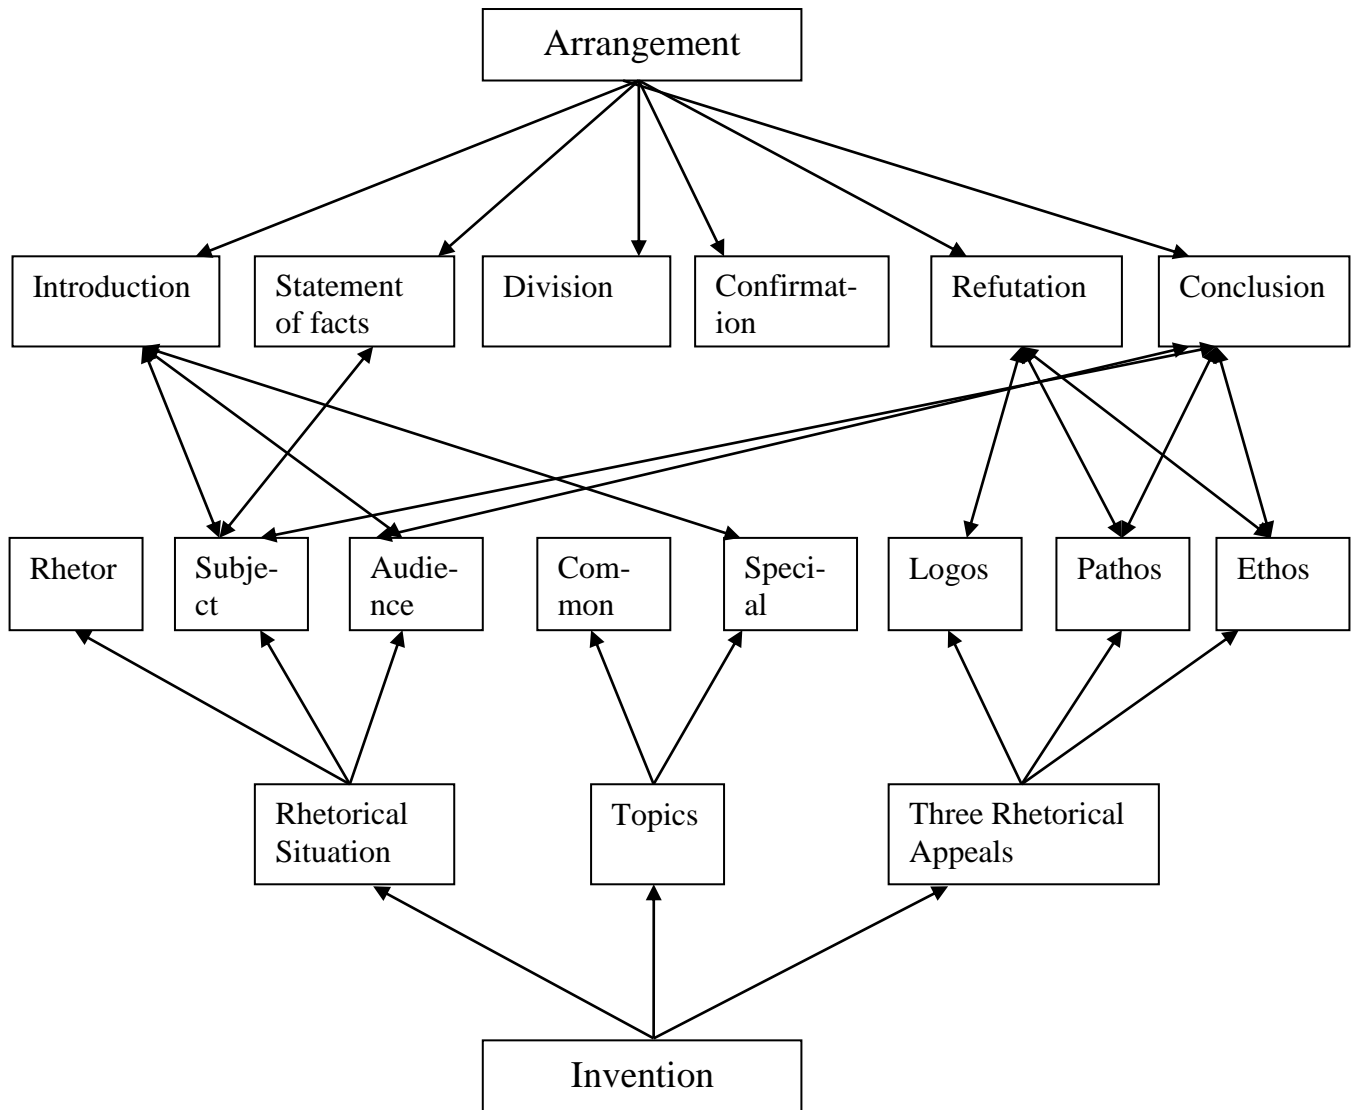 Arrangement
Introduction
Statement
of facts
Division
Confirmat-
ion
Refutation
Conclusion
Rhetor
Subje-
ct
Audie-
nce
Com-
mon
Speci-
al
Logos
Pathos
Ethos
Rhetorical
Situation
Topics
Three Rhetorical
Appeals
Invention